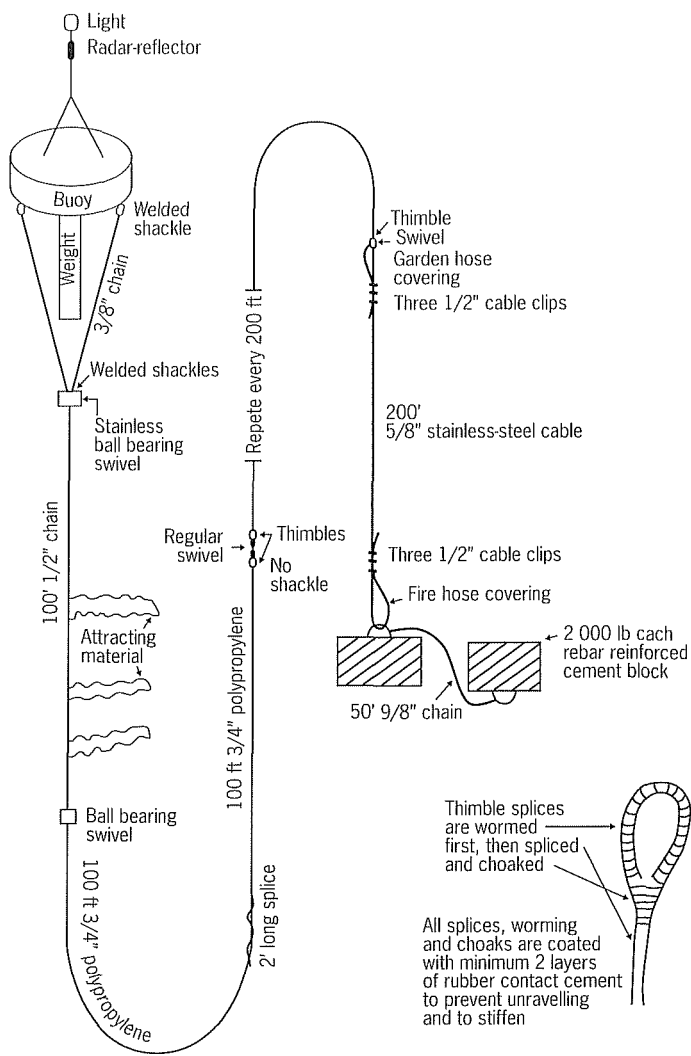 Light
Radar-reflector
Buoy
Weight
Welded
shackle
3/8" chain
Welded shackles
Stainless
ball bearing
swivel
100' 1/2" chain
Attracting
material
Ball bearing
swivel
100 ft 3/4" polypropylene
2' long splice
100 ft 3/4" polypropylene
Regular
swivel
Thimbles
No
shackle
Repete every 200 ft
Thimble
Swivel
Garden hose
covering
Three 1/2" cable clips
200'
5/8" stainless-steel cable
Three 1/2" cable clips
Fire hose covering
2 000 lb cach
rebar reinforced
cement block
50' 9/8" chain
Thimble splices
are wormed
first, then spliced
and choaked
All splices, worming
and choaks are coated
with minimum 2 layers
of rubber contact cement
to prevent unravelling
and to stiffen